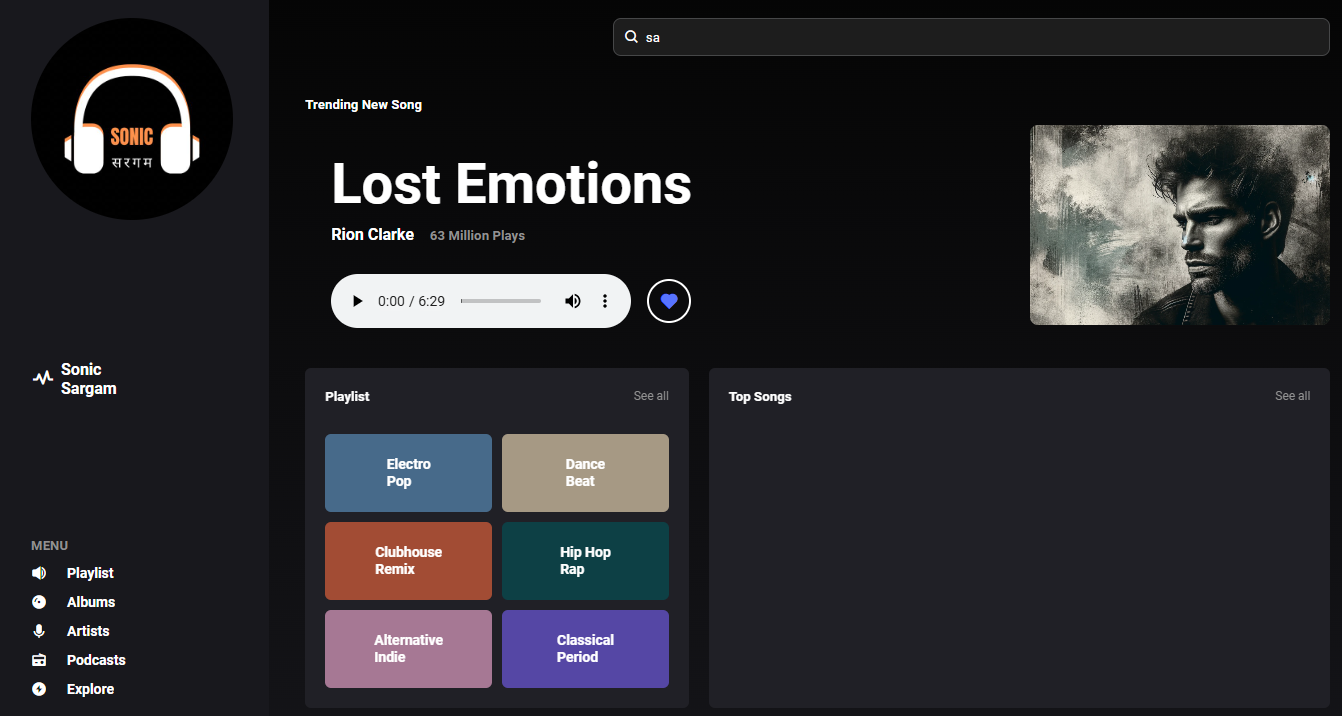 SONIC
सरगम
Sonic
Sargam
MENU
Playlist
Albums
Artists
Podcasts
Explore
sa
Trending New Song
Lost Emotions
Rion Clarke 63 Million Plays
0:00 / 6:29
Playlist See all
Electro
Pop
Dance
Beat
Clubhouse
Remix
Hip Hop
Rap
Alternative
Indie
Classical
Period
Top Songs See all